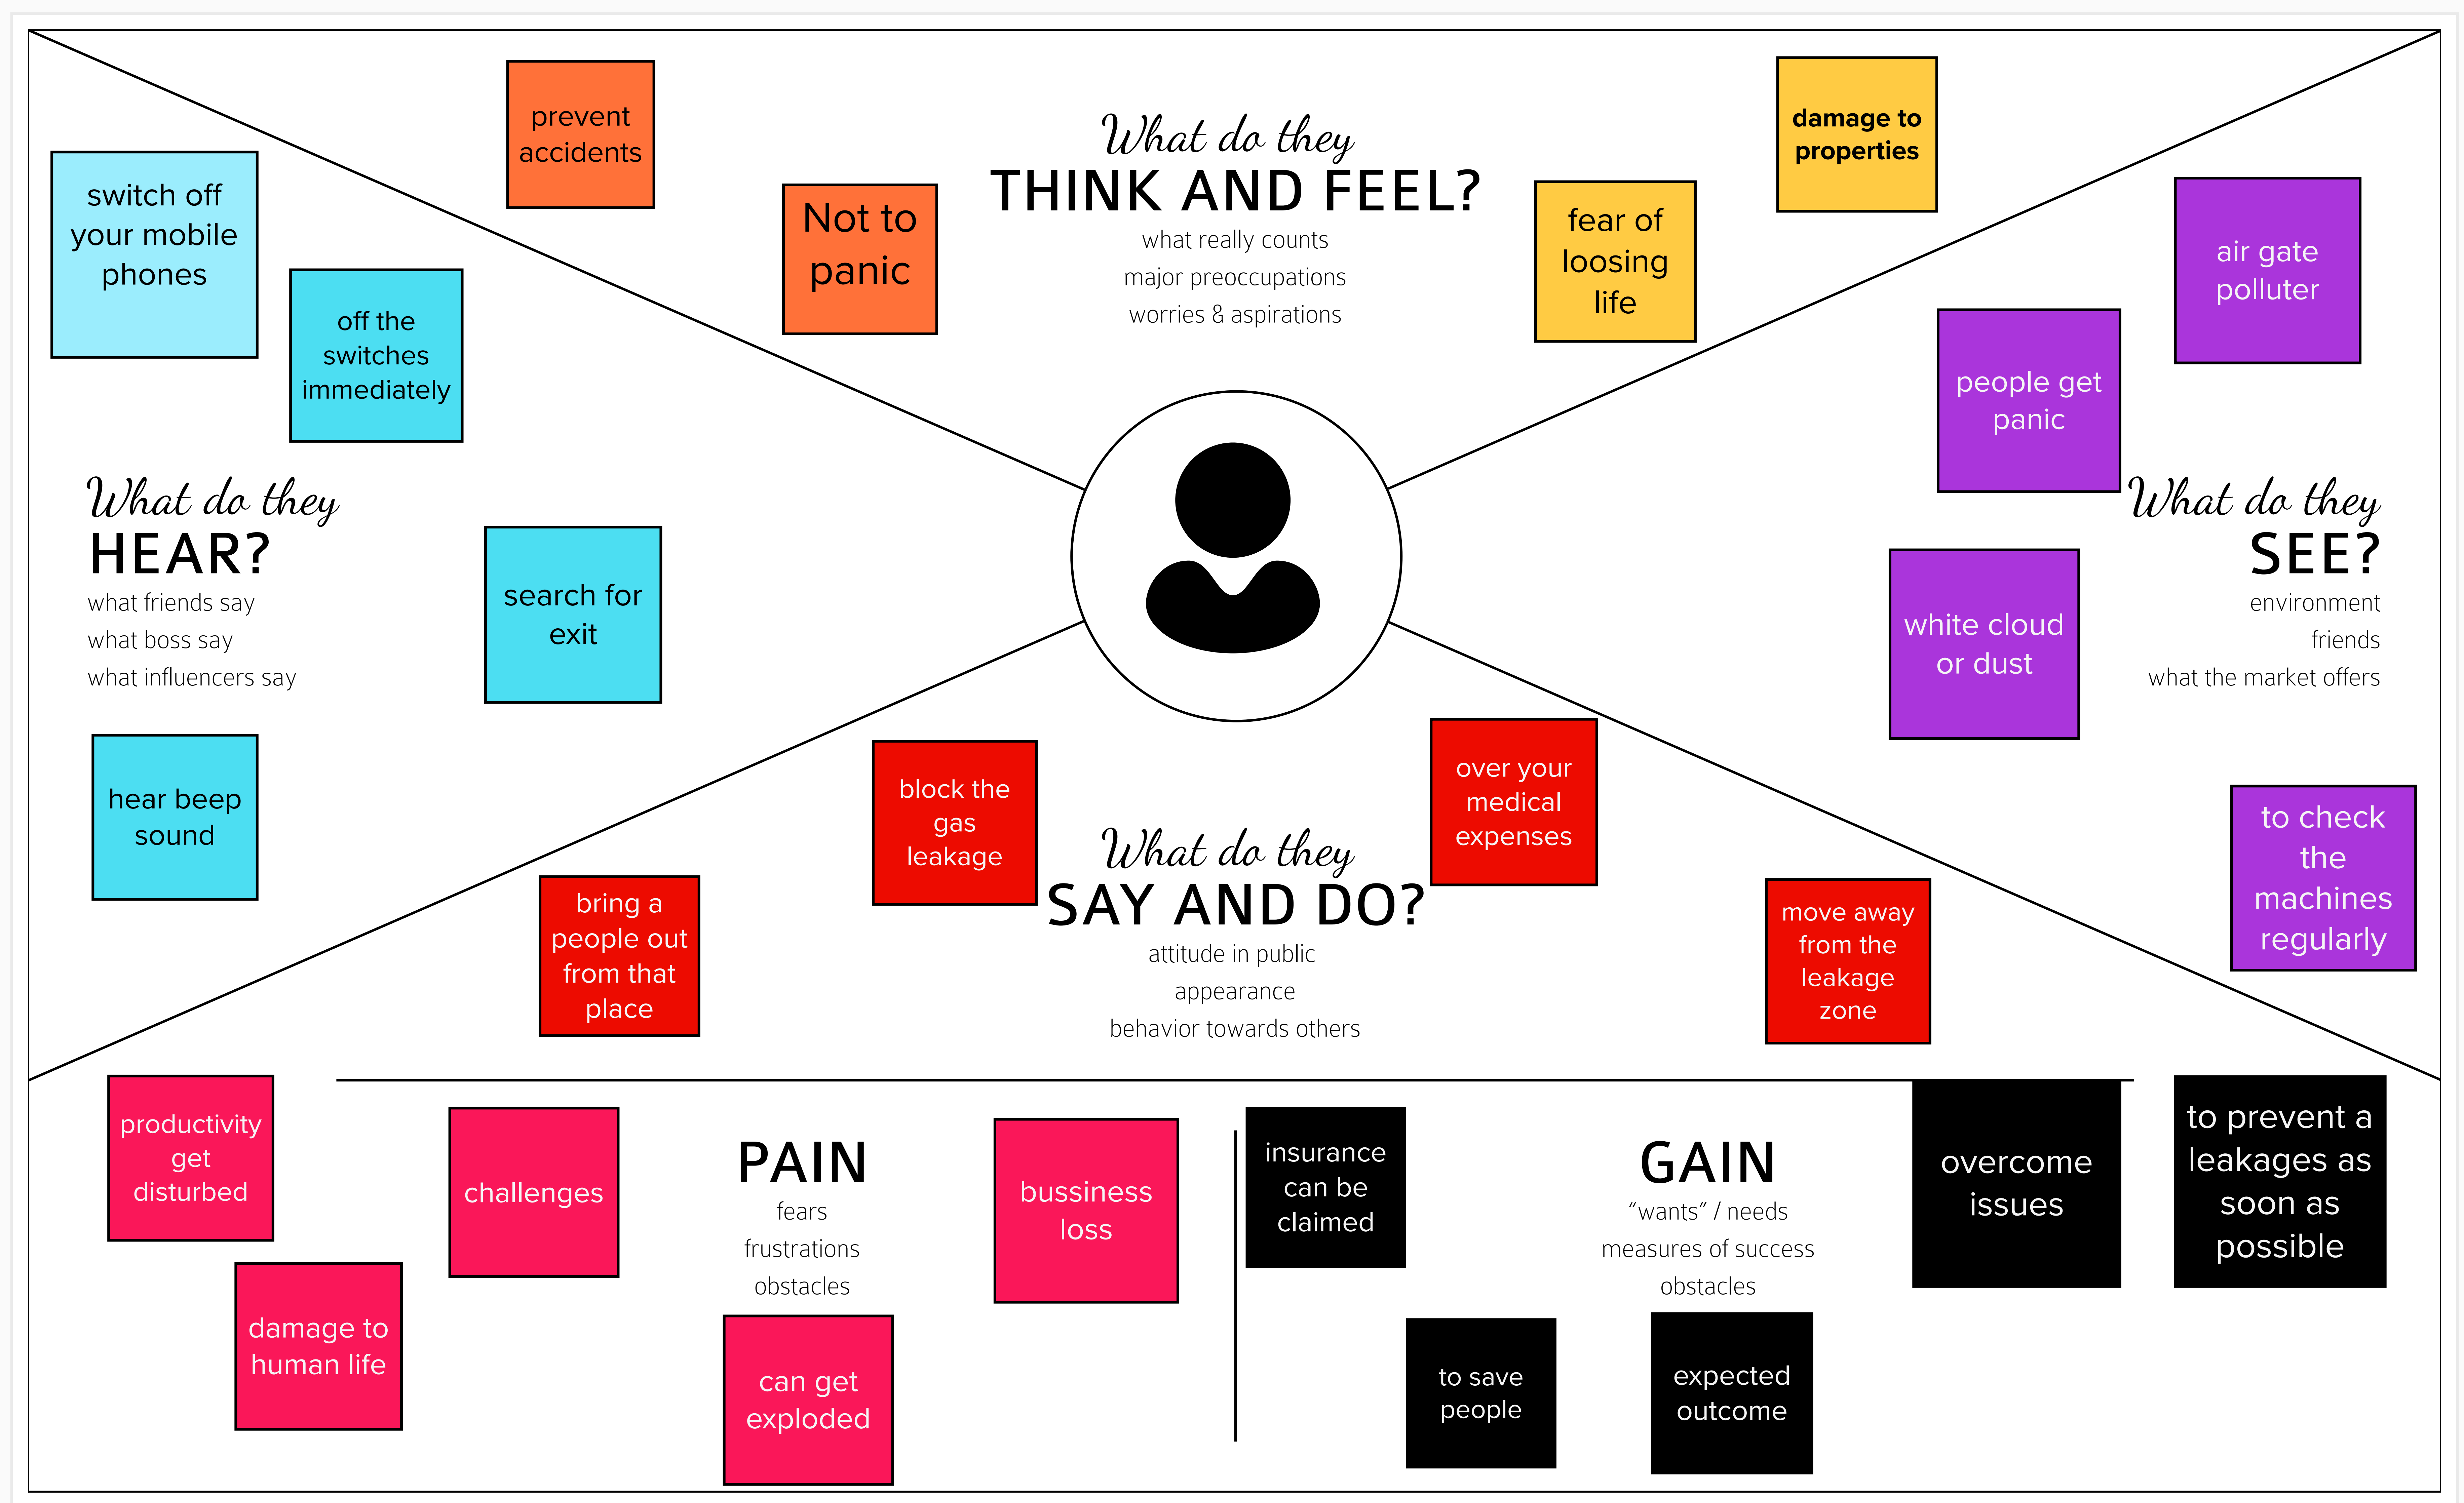 prevent
accidents
Not to
panic
What do they
THINK AND FEEL?
what really counts
major preoccupations
worries & aspirations
fear of
loosing
life
damage to
properties
switch off
your mobile
phones
off the
switches
immediately
What do they
HEAR?
what friends say
what boss say
what influencers say
search for
exit
hear beep
sound
air gate
polluter
people get
panic
What do they
SEE?
environment
friends
what the market offers
white cloud
or dust
to check
the
machines
regularly
block the
gas
leakage
over your
medical
expenses
What do they
SAY AND DO?
attitude in public
appearance
behavior towards others
bring a
people out
from that
place
move away
from the
leakage
zone
productivity
get
disturbed
challenges
PAIN
fears
frustrations
obstacles
bussiness
loss
damage to
human life
can get
exploded
insurance
can be
claimed
GAIN
“wants” / needs
measures of success
obstacles
overcome
issues
to prevent a
leakages as
soon as
possible
to save
people
expected
outcome